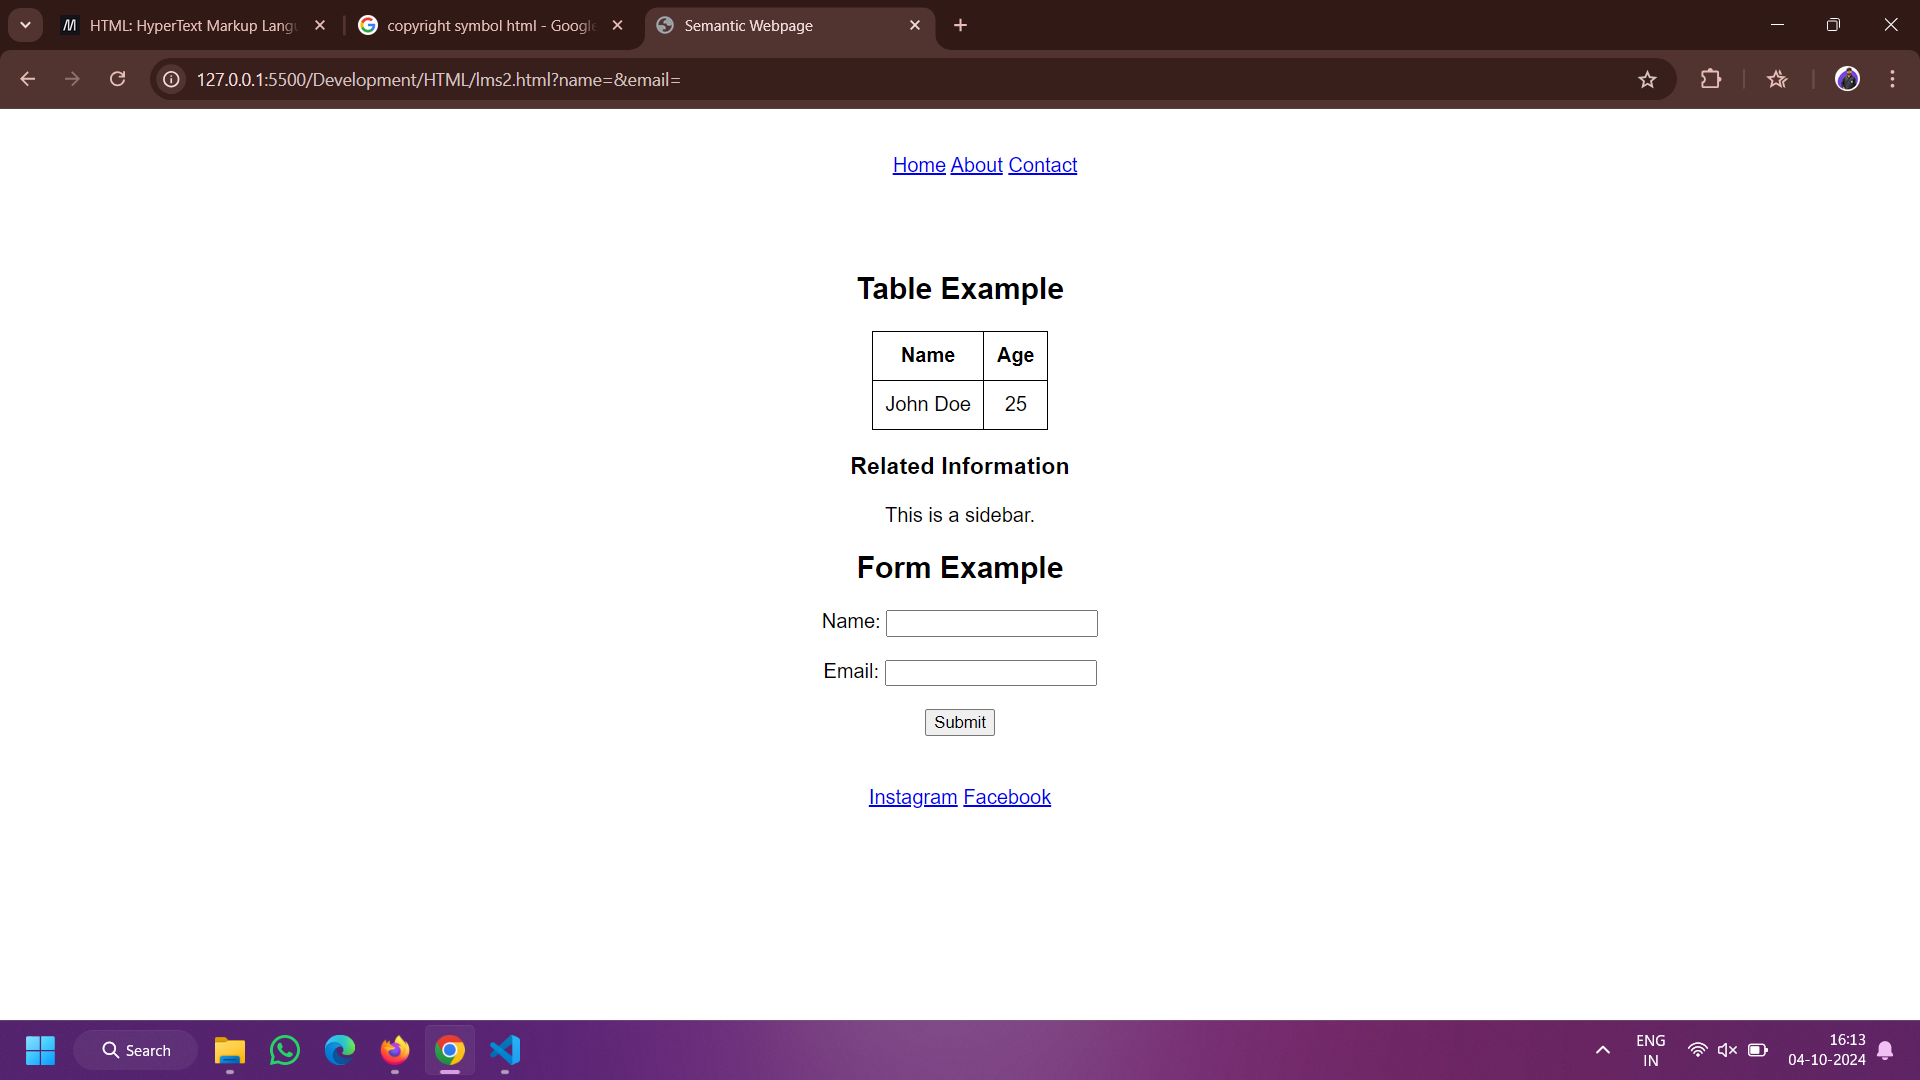 HTML: HyperText Markup Langu
copyright symbol html - Google
Semantic Webpage
127.0.0.1:5500/Development/HTML/lms2.html?name=&email=
Home About Contact
Table Example
Name Age
John Doe 25
Related Information
This is a sidebar.
Form Example
Name:
Email:
Submit
Instagram Facebook
Search
ENG
IN
16:13
04-10-2024